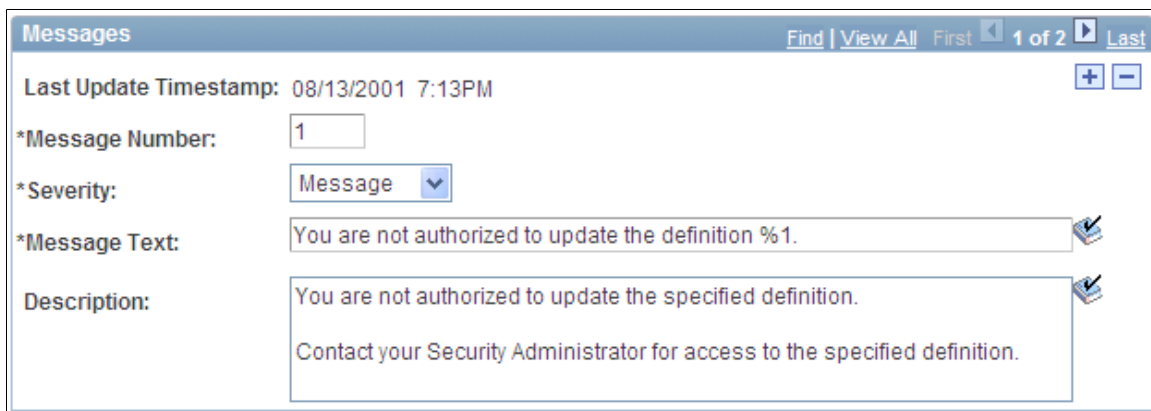 Messages Find | View All First 1 of 2 Last
Last Update Timestamp: 08/13/2001 7:13PM
*Message Number: 1
*Severity: Message
*Message Text: You are not authorized to update the definition %1.
Description: You are not authorized to update the specified definition.
Contact your Security Administrator for access to the specified definition.